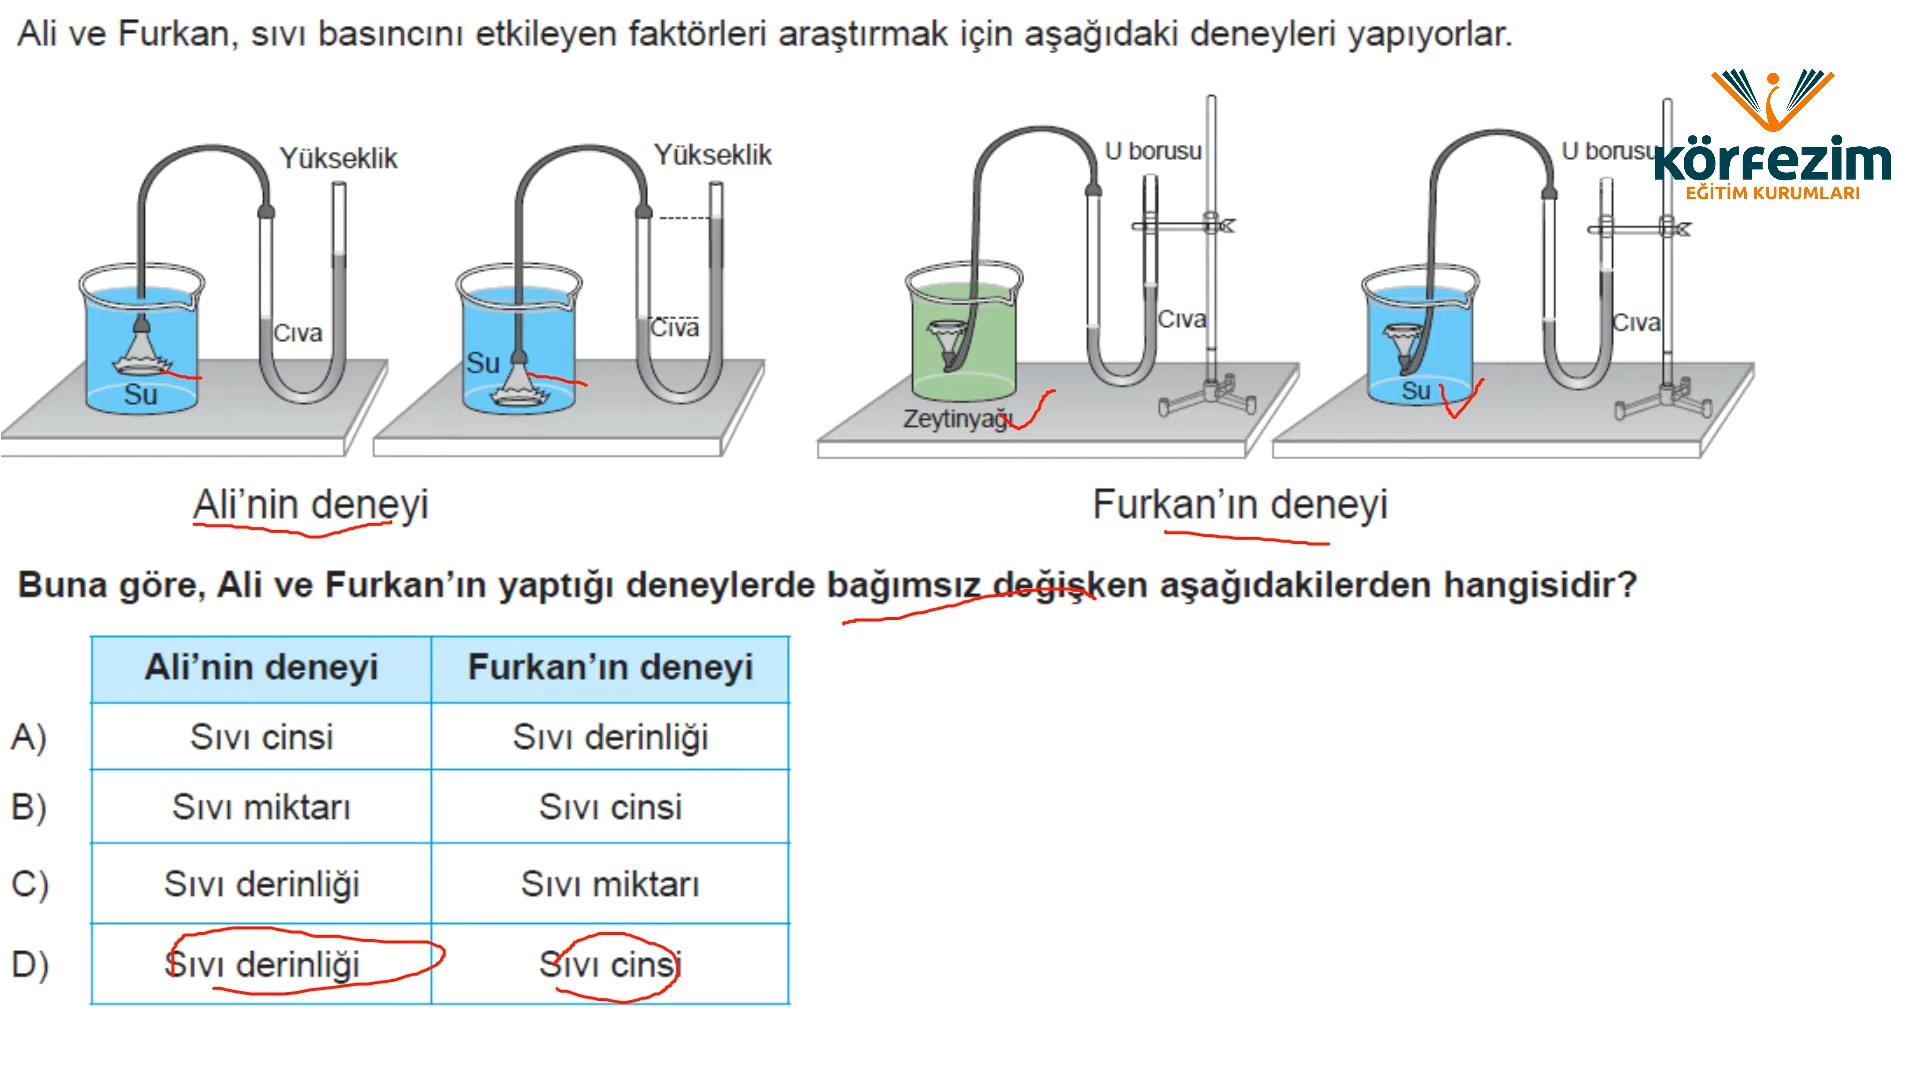 Ali ve Furkan, sıvı basıncını etkileyen faktörleri araştırmak için aşağıdaki deneyleri yapıyorlar.
körfezim
EĞİTİM KURUMLARI
Yükseklik
Yükseklik
U borusu
U borusu
Cıva
Cıva
Cıva
Cıva
Su
Su
Zeytinyağı
Su
Ali’nin deneyi
Furkan’ın deneyi
Buna göre, Ali ve Furkan’ın yaptığı deneylerde bağımsız değişken aşağıdakilerden hangisidir?
Ali’nin deneyi Furkan’ın deneyi
A) Sıvı cinsi Sıvı derinliği
B) Sıvı miktarı Sıvı cinsi
C) Sıvı derinliği Sıvı miktarı
D) Sıvı derinliği Sıvı cinsi